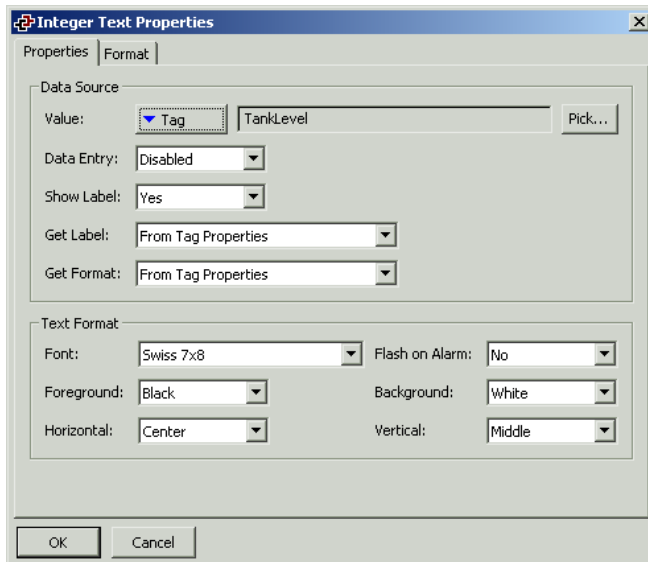 Integer Text Properties
Properties Format
Data Source
Value: Tag TankLevel Pick...
Data Entry: Disabled
Show Label: Yes
Get Label: From Tag Properties
Get Format: From Tag Properties
Text Format
Font: Swiss 7x8 Flash on Alarm: No
Foreground: Black Background: White
Horizontal: Center Vertical: Middle
OK Cancel